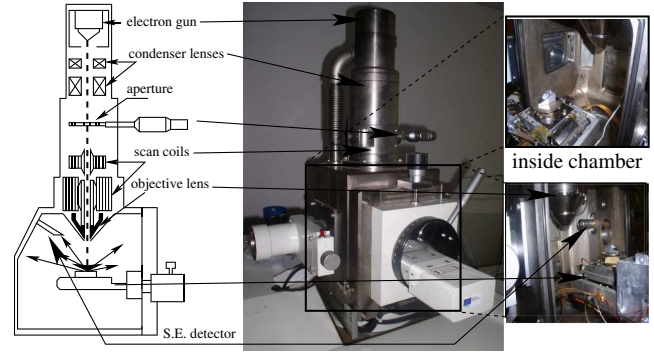 electron gun
condenser lenses
aperture
scan coils
objective lens
S.E. detector
inside chamber